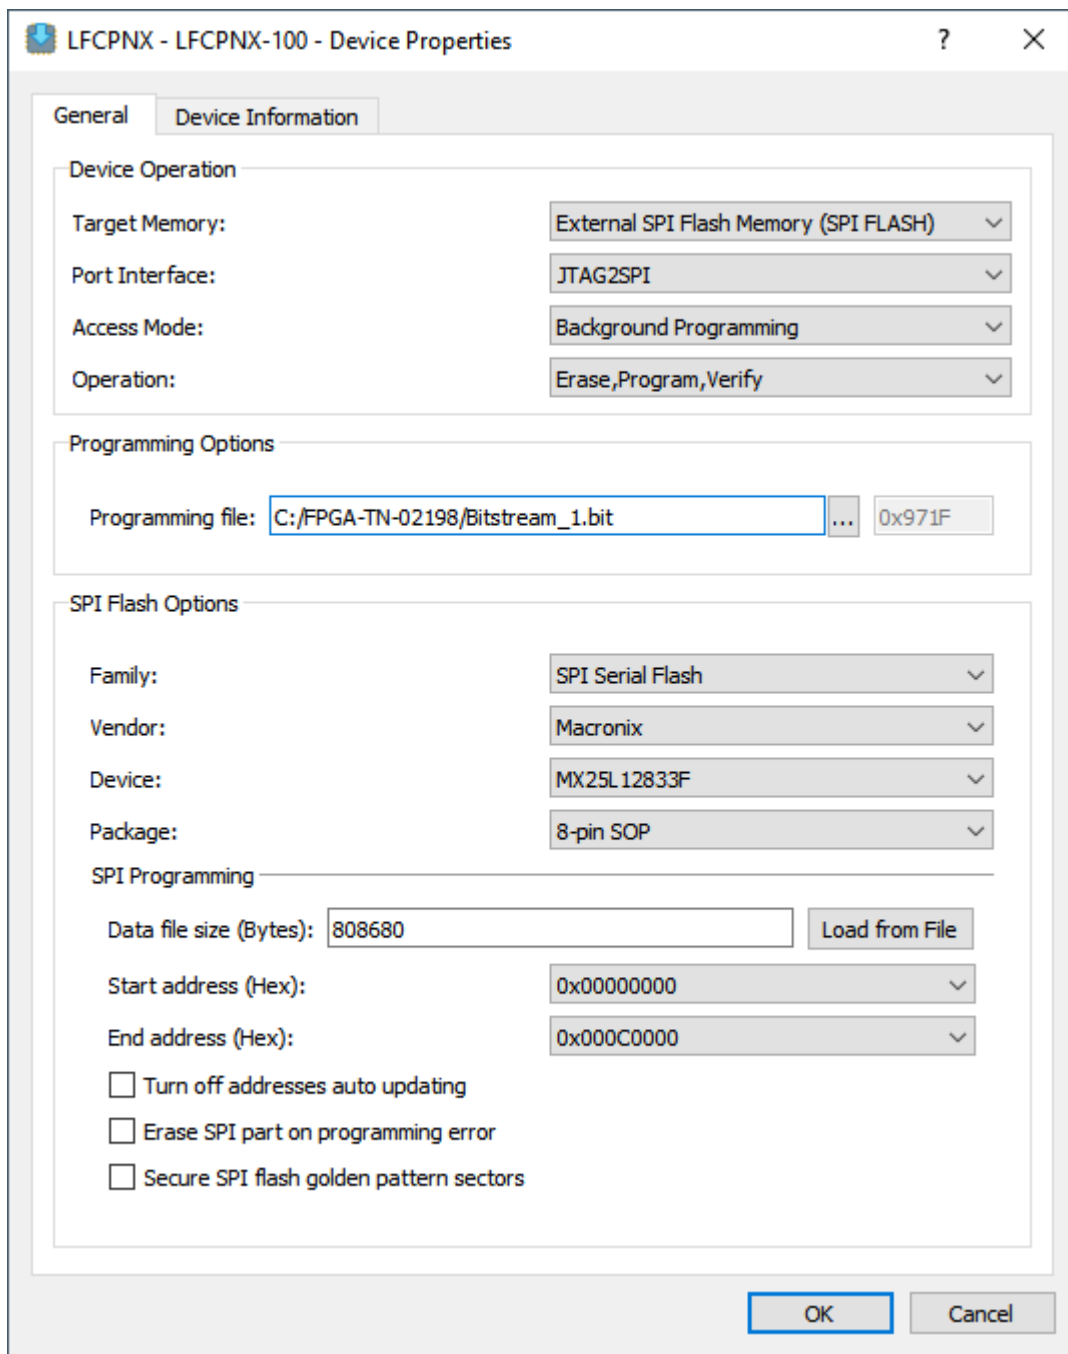 LFCPNX - LFCPNX-100 - Device Properties ?
General Device Information
Device Operation
Target Memory: External SPI Flash Memory (SPI FLASH)
Port Interface: JTAG2SPI
Access Mode: Background Programming
Operation: Erase,Program,Verify
Programming Options
Programming file: C:/FPGA-TN-02198/Bitstream_1.bit ... 0x971F
SPI Flash Options
Family: SPI Serial Flash
Vendor: Macronix
Device: MX25L12833F
Package: 8-pin SOP
SPI Programming
Data file size (Bytes): 808680 Load from File
Start address (Hex): 0x00000000
End address (Hex): 0x000C0000
Turn off addresses auto updating
Erase SPI part on programming error
Secure SPI flash golden pattern sectors
OK Cancel